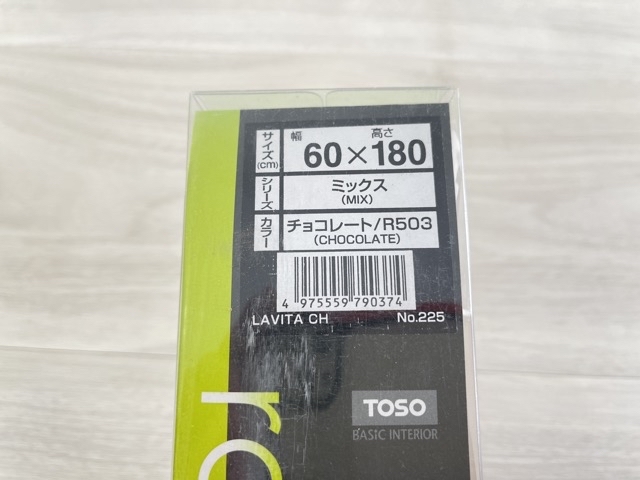 サイズ(cm)
幅 高さ
60×180
シリーズ
ミックス
(MIX)
カラー
チョコレート/R503
(CHOCOLATE)
4 975559 790374
LAVITA CH No.225
TOSO
BASIC INTERIOR